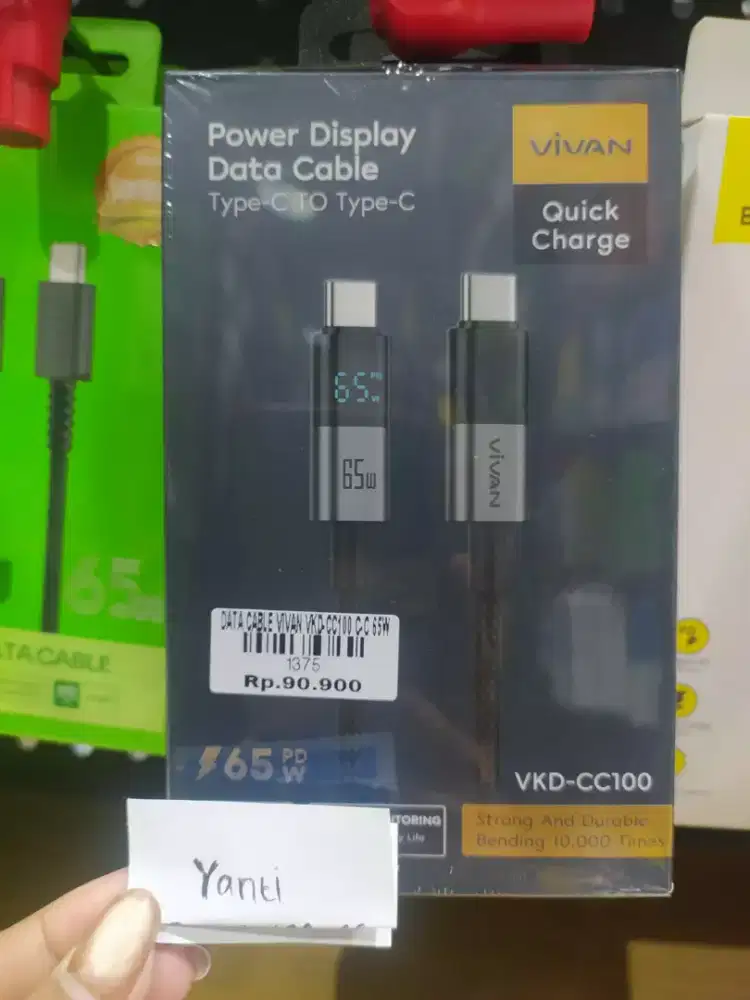 Power Display
Data Cable
Type-C TO Type-C
VIVAN
Quick
Charge
65 PD
W
65W
VIVAN
DATA CABLE VIVAN VKD-CC100 C-C 65W
1375
Rp.90.900
65 PD
W
VKD-CC100
Strong And Durable
Bending 10.000 Times
Yanti
65W
DATA CABLE